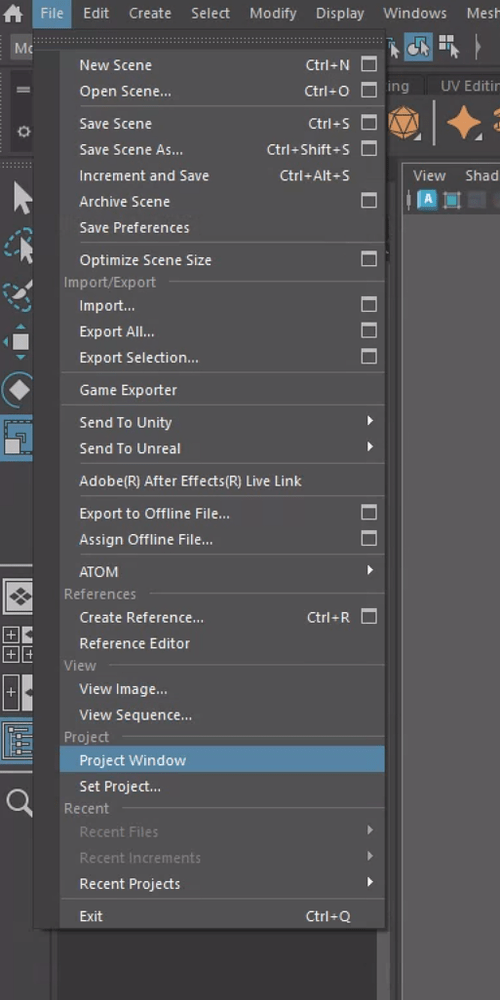 File Edit Create Select Modify Display Windows Mesh
Mo
ing UV Editin
New Scene Ctrl+N
Open Scene... Ctrl+O
Save Scene Ctrl+S
Save Scene As... Ctrl+Shift+S
Increment and Save Ctrl+Alt+S
View Shad
Archive Scene
A
Save Preferences
Optimize Scene Size
Import/Export
Import...
Export All...
Export Selection...
Game Exporter
Send To Unity
Send To Unreal
Adobe(R) After Effects(R) Live Link
Export to Offline File...
Assign Offline File...
ATOM
References
Create Reference... Ctrl+R
Reference Editor
View
View Image...
View Sequence...
Project
Project Window
Set Project...
Recent
Recent Files
Recent Increments
Recent Projects
Exit Ctrl+Q